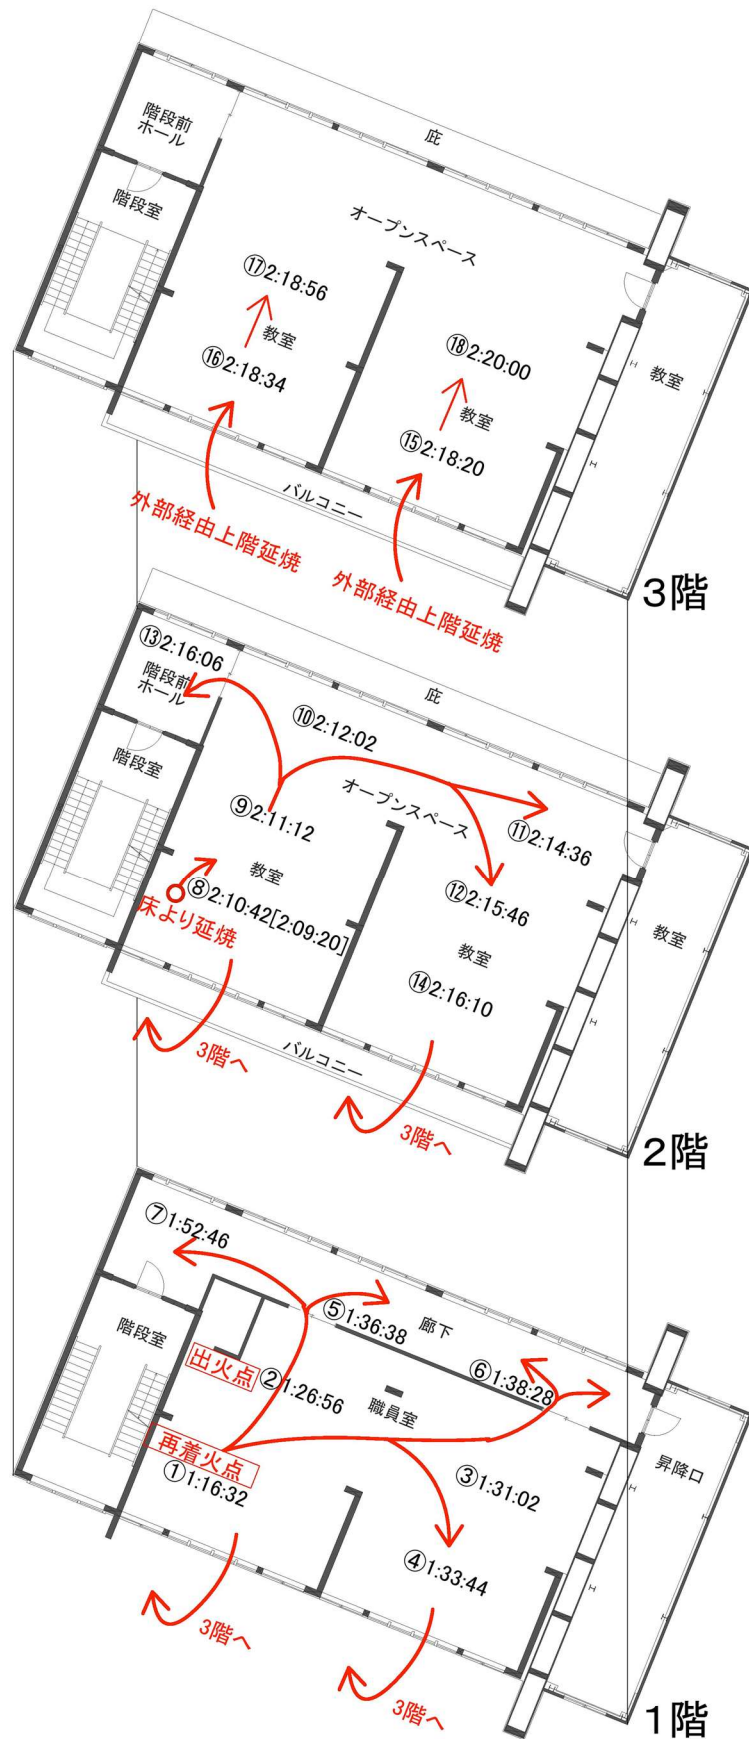 庇
階段前
ホール
階段室
オープンスペース
⑰2:18:56
教室
⑯2:18:34
⑱2:20:00
教室
⑮2:18:20
教室
バルコニー
外部経由上階延焼
外部経由上階延焼
3階
⑬2:16:06
階段前
ホール
庇
⑩2:12:02
階段室
オープンスペース
⑨2:11:12
⑪2:14:36
教室
⑧2:10:42[2:09:20]
床より延焼
⑫2:15:46
教室
教室
⑭2:16:10
3階へ
バルコニー
3階へ
2階
⑦1:52:46
⑤1:36:38
廊下
階段室
出火点
②1:26:56
⑥1:38:28
職員室
再着火点
①1:16:32
③1:31:02
昇降口
④1:33:44
3階へ
3階へ
1階